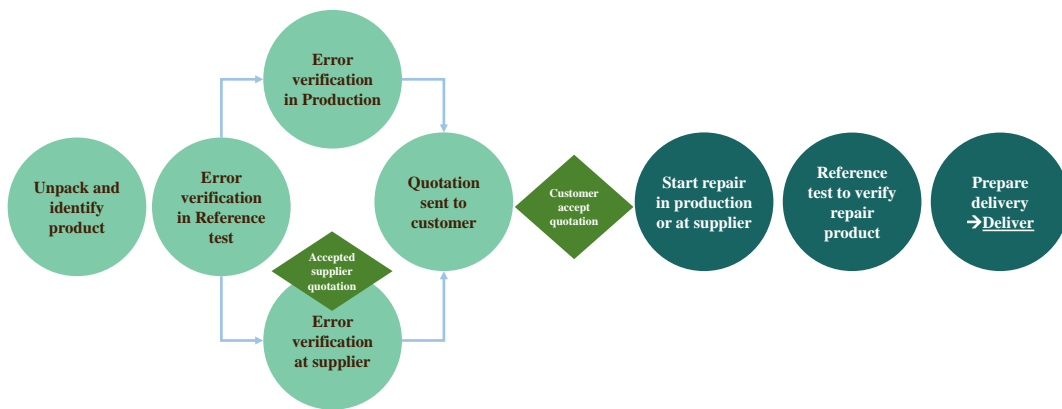 Unpack and
identify
product
Error
verification
in Reference
test
Error
verification
in Production
Accepted
supplier
quotation
Error
verification
at supplier
Quotation
sent to
customer
Customer
accept
quotation
Start repair
in production
or at supplier
Reference
test to verify
repair
product
Prepare
delivery
→Deliver